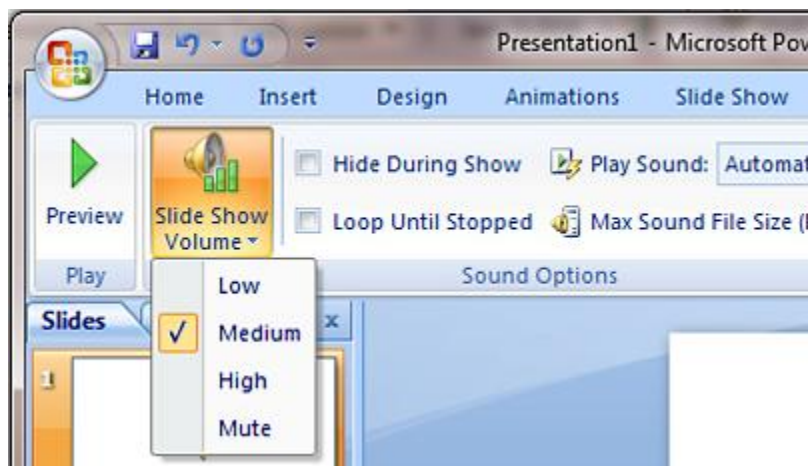 Presentation1 - Microsoft Pov
Home Insert Design Animations Slide Show
Hide During Show Play Sound: Automat
Preview Slide Show Volume Loop Until Stopped Max Sound File Size (
Play Sound Options
Low
Slides x
Medium
1
High
Mute